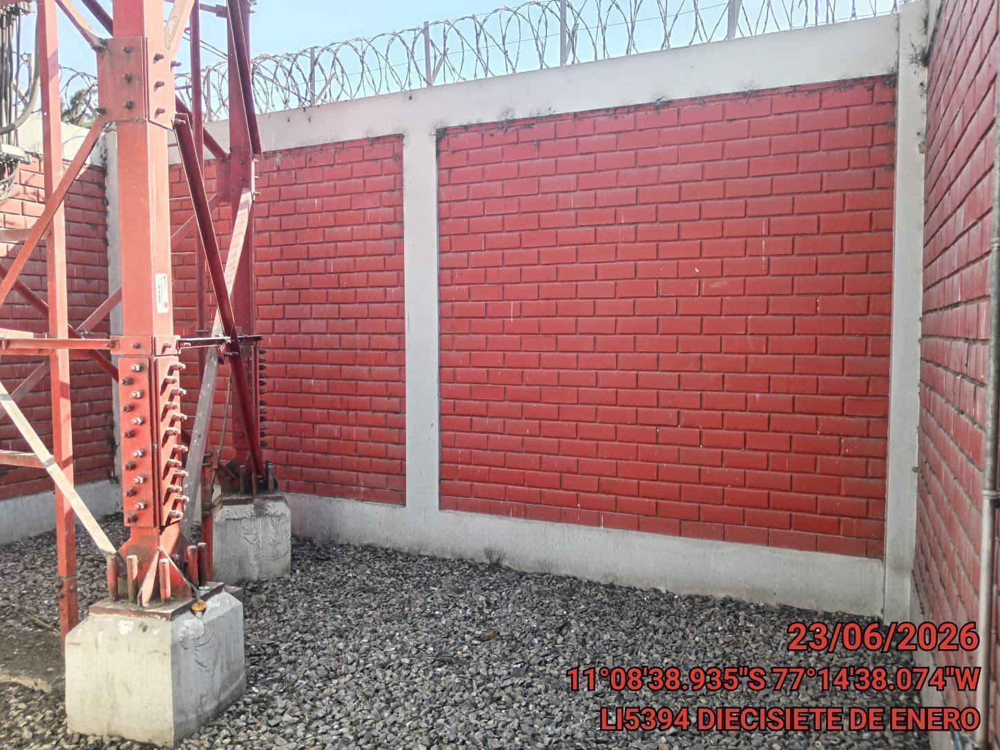 23/06/2026
11°08'38.935"S 77°14'38.074"W
LI5394 DIECISIETE DE ENERO